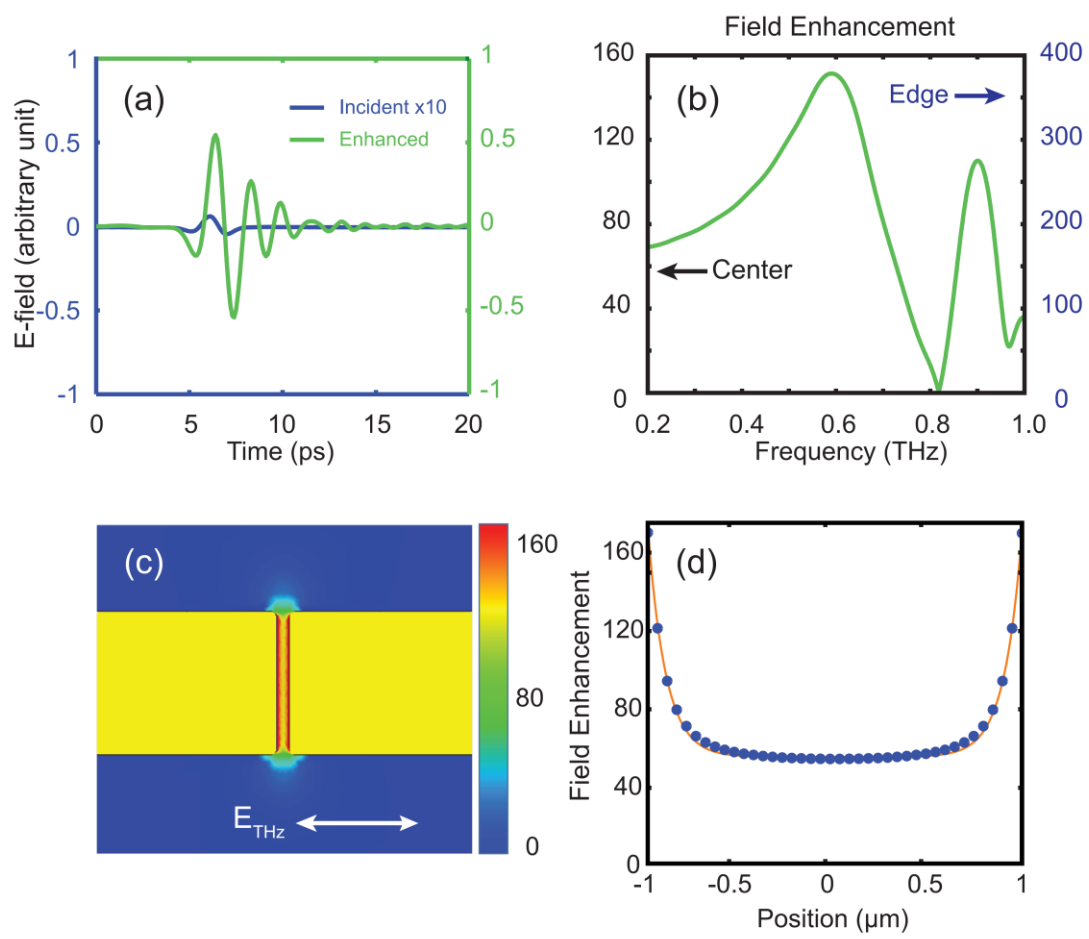 (a)
Incident x10
Enhanced
E-field (arbitrary unit)
1
0.5
0
-0.5
-1
1
0.5
0
-0.5
-1
0
5
10
15
20
Time (ps)
Field Enhancement
(b)
Edge
Center
160
120
80
40
0
400
300
200
100
0
0.2
0.4
0.6
0.8
1.0
Frequency (THz)
(c)
E THz
160
80
0
(d)
Field Enhancement
160
120
80
40
0
-1
-0.5
0
0.5
1
Position (μm)